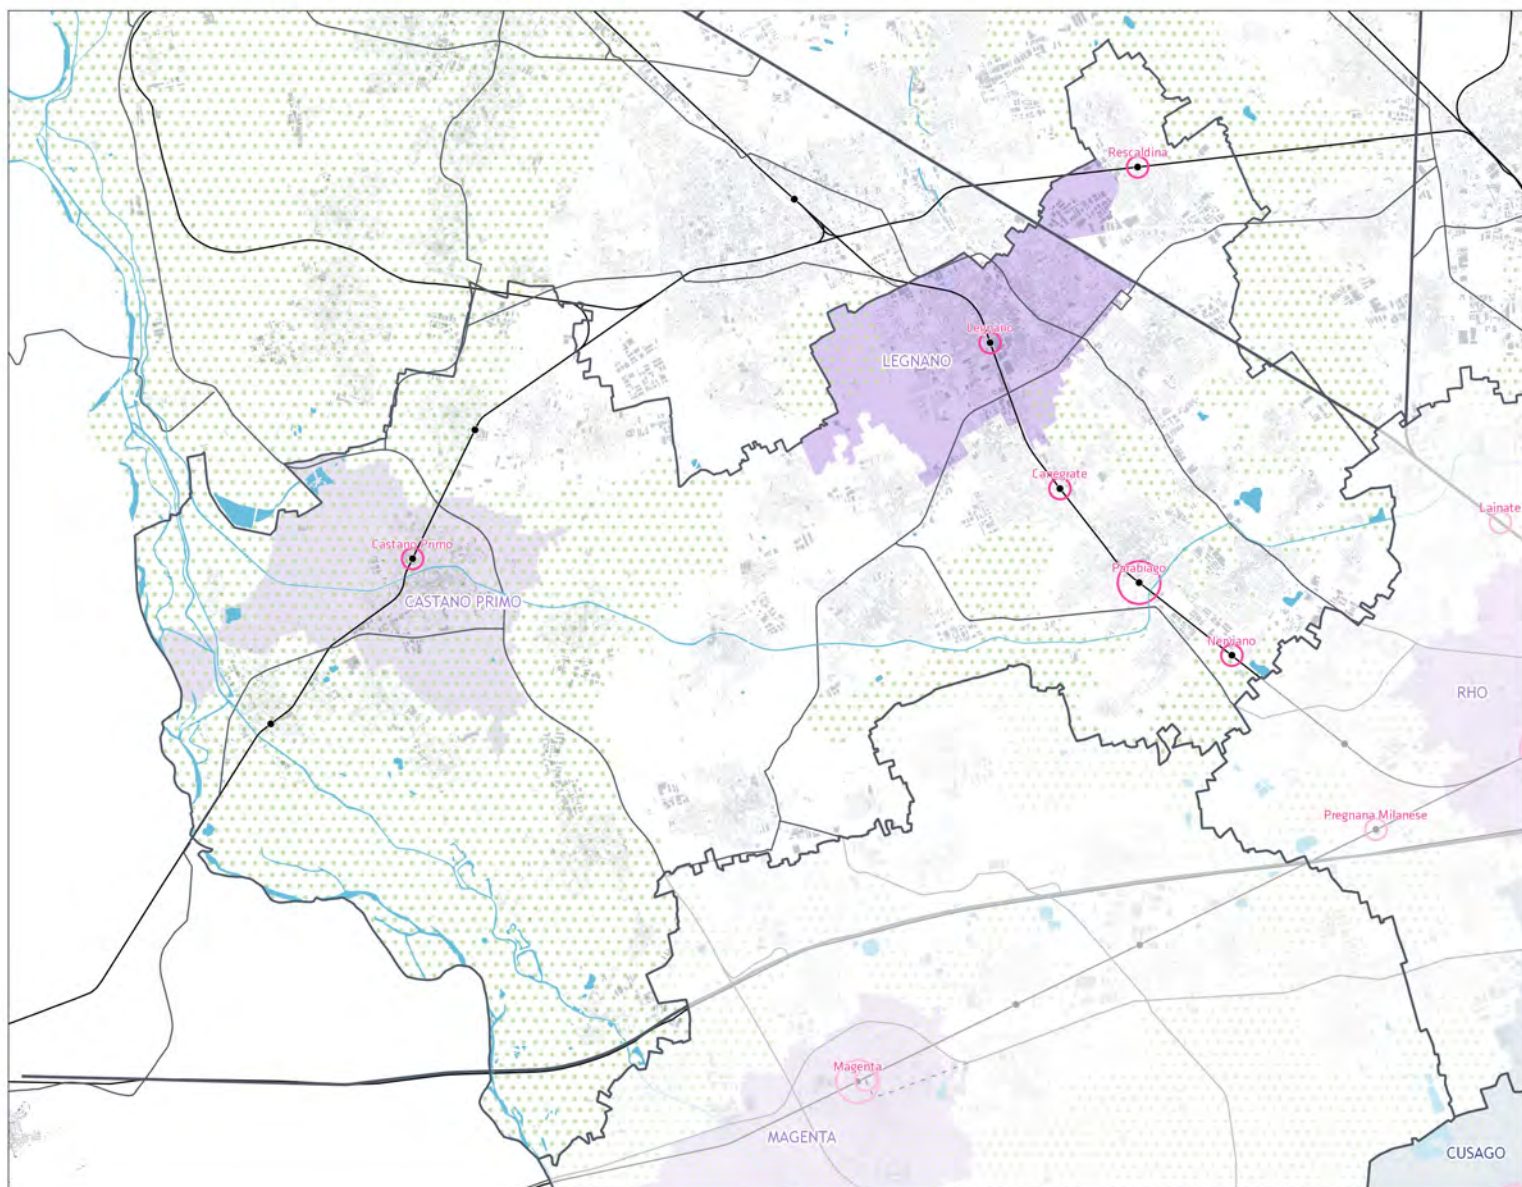 Rescaldina
Legnano
LEGNANO
Canegrate
Lainate
Castano Primo
Parabiago
CASTANO PRIMO
Nerviano
RHO
Pregnana Milanese
Magenta
MAGENTA
CUSAGO